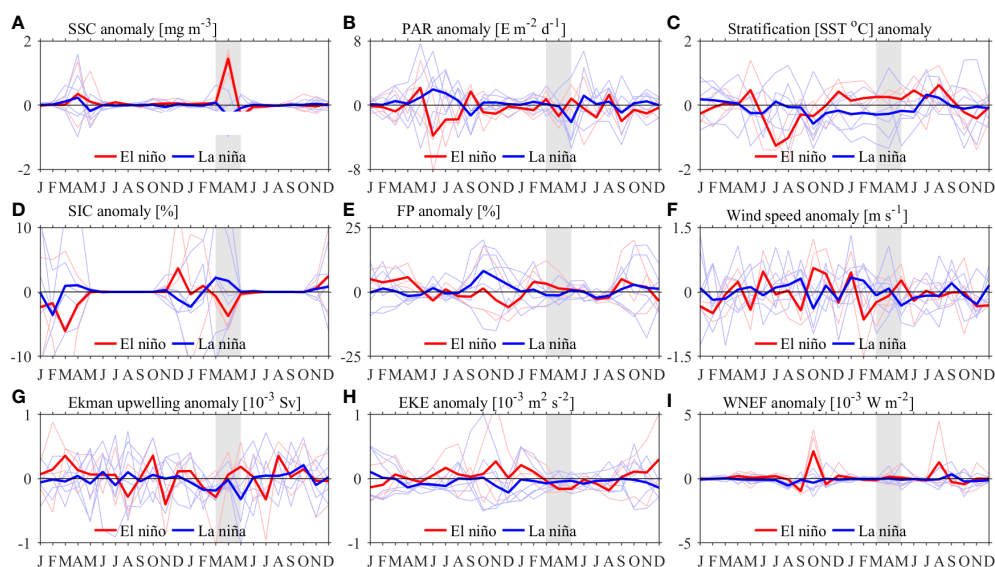 A SSC anomaly [mg m-3] B PAR anomaly [E m-2 d-1] C Stratification [SST oC] anomaly
2 8 2
0 0 0
El niño La niña El niño La niña El niño La niña
-2 -8 -2
J F M A M J J A S O N D J F M A M J J A S O N D J F M A M J J A S O N D J F M A M J J A S O N D J F M A M J J A S O N D J F M A M J J A S O N D
D SIC anomaly [%] E FP anomaly [%] F Wind speed anomaly [m s-1]
10 25 1.5
0 0 0
El niño La niña El niño La niña El niño La niña
-10 -25 -1.5
J F M A M J J A S O N D J F M A M J J A S O N D J F M A M J J A S O N D J F M A M J J A S O N D J F M A M J J A S O N D J F M A M J J A S O N D
G Ekman upwelling anomaly [10-3 Sv] H EKE anomaly [10-3 m2 s-2] I WNEF anomaly [10-3 W m-2]
1 1 5
0 0 0
El niño La niña El niño La niña El niño La niña
-1 -1 -5
J F M A M J J A S O N D J F M A M J J A S O N D J F M A M J J A S O N D J F M A M J J A S O N D J F M A M J J A S O N D J F M A M J J A S O N D